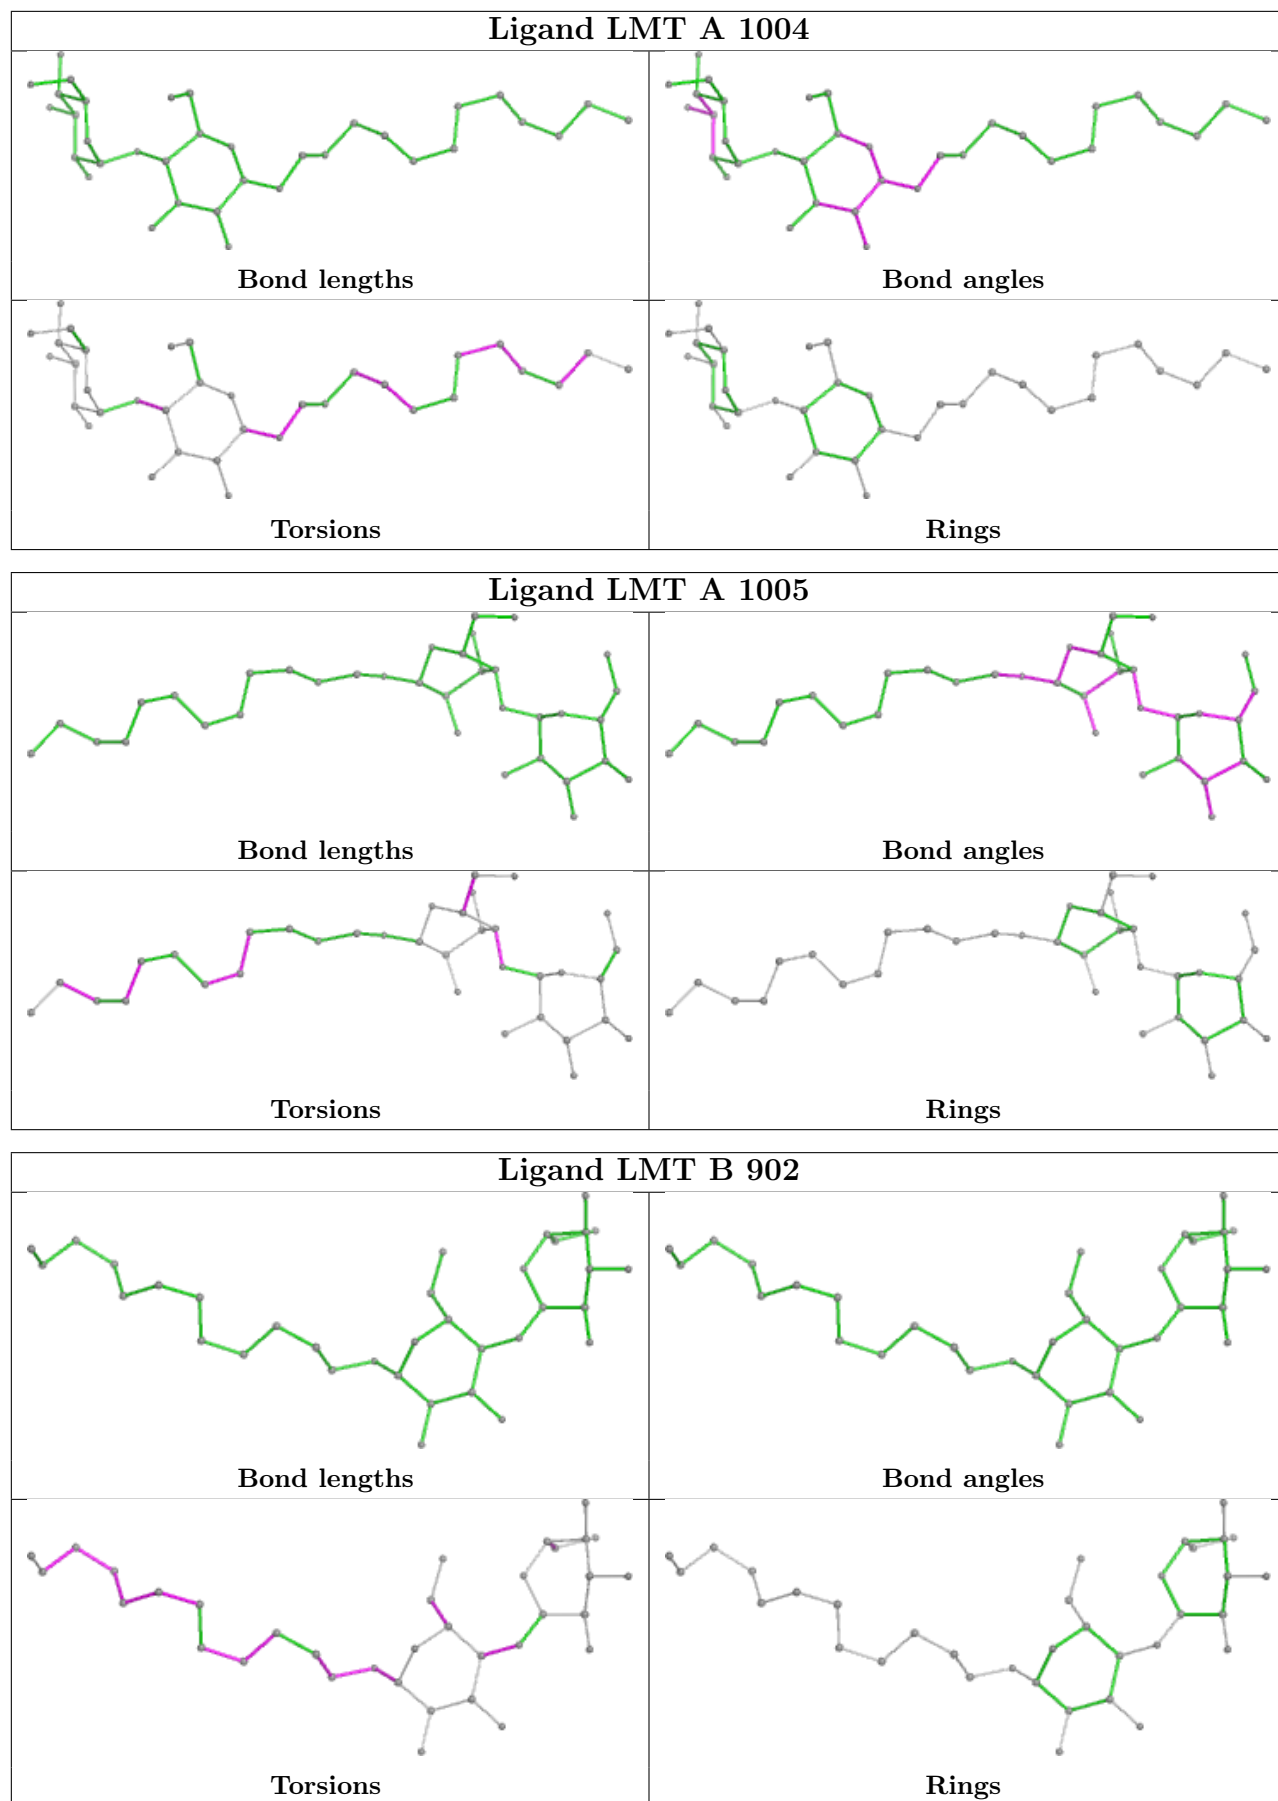 Ligand LMT A 1004
Bond lengths
Bond angles
Torsions
Rings
Ligand LMT A 1005
Bond lengths
Bond angles
Torsions
Rings
Ligand LMT B 902
Bond lengths
Bond angles
Torsions
Rings